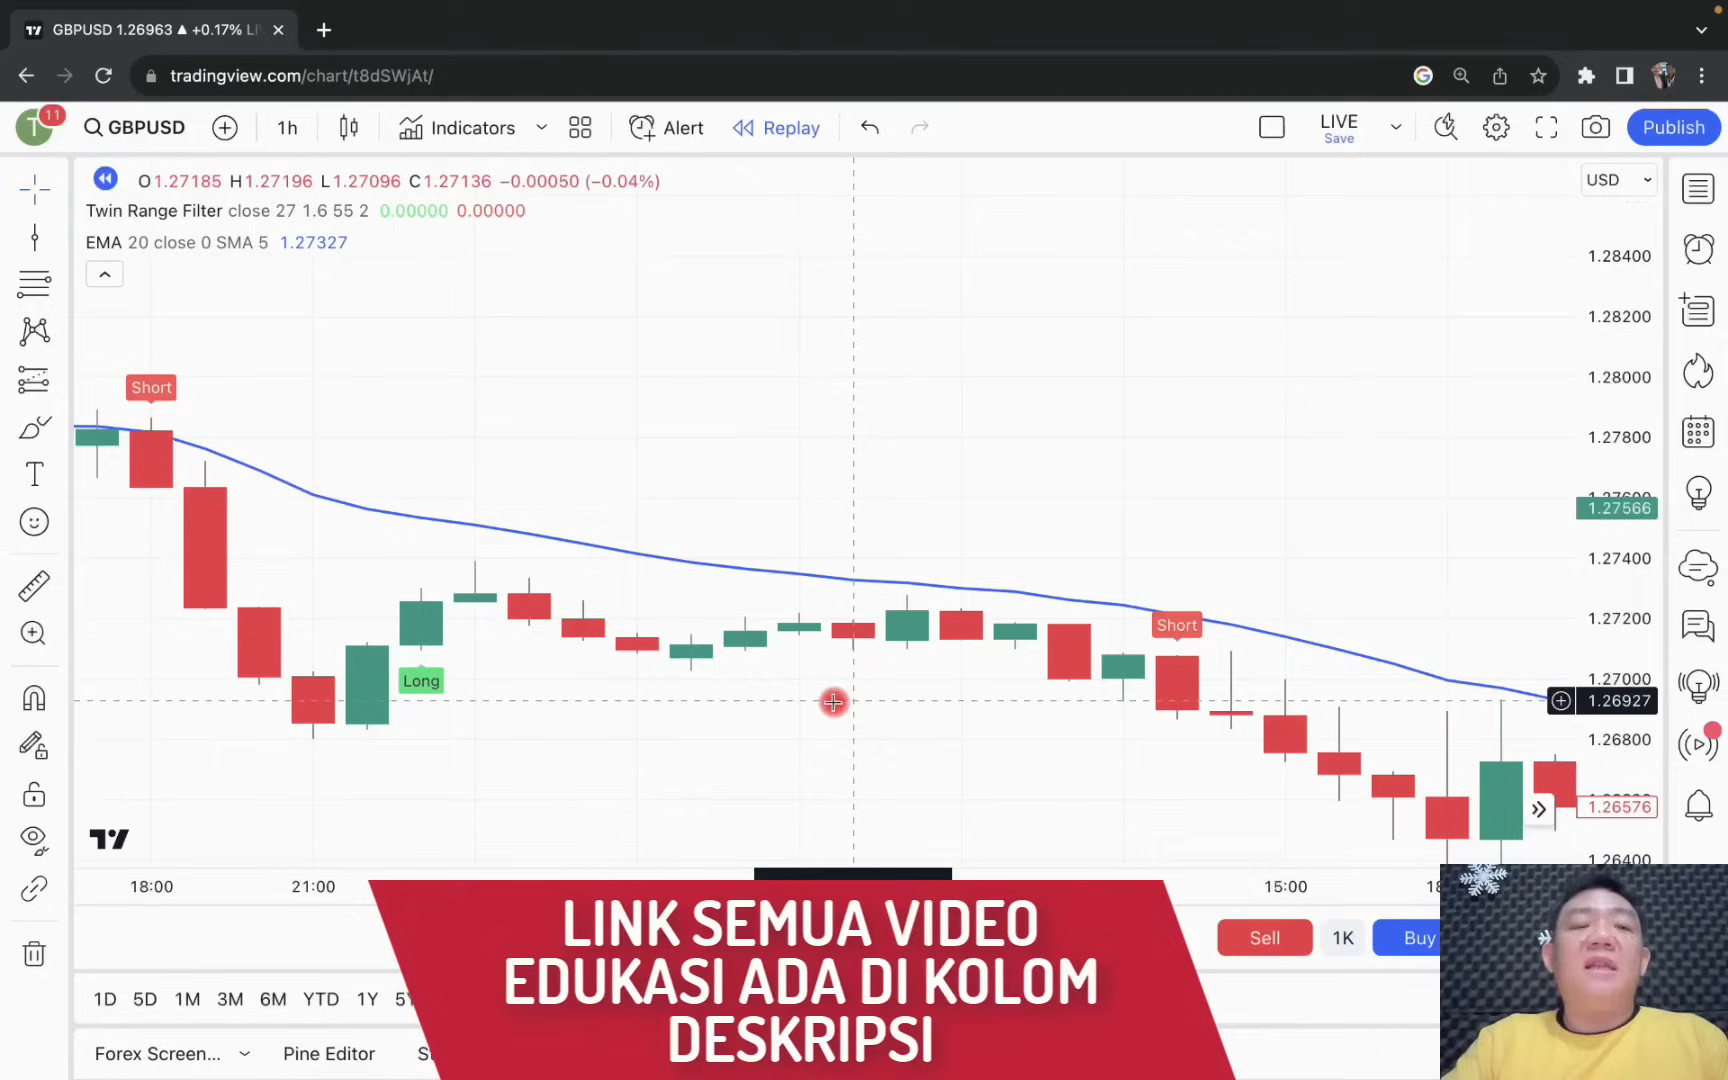 GBPUSD 1.26963 ▲ +0.17% LI
tradingview.com/chart/t8dSWjAt/
T 11 GBPUSD 1h Indicators Alert Replay LIVE Save Publish
O1.27185 H1.27196 L1.27096 C1.27136 −0.00050 (−0.04%)
USD
Twin Range Filter close 27 1.6 55 2 0.00000 0.00000
EMA 20 close 0 SMA 5 1.27327
1.28400
1.28200
1.28000
Short
1.27800
1.27566
1.27400
1.27200
Short
Long
1.27000
1.26927
1.26800
1.26576
1.26400
18:00 21:00 15:00
LINK SEMUA VIDEO
EDUKASI ADA DI KOLOM
DESKRIPSI
Sell 1K Buy
1D 5D 1M 3M 6M YTD 1Y
Forex Screen... Pine Editor